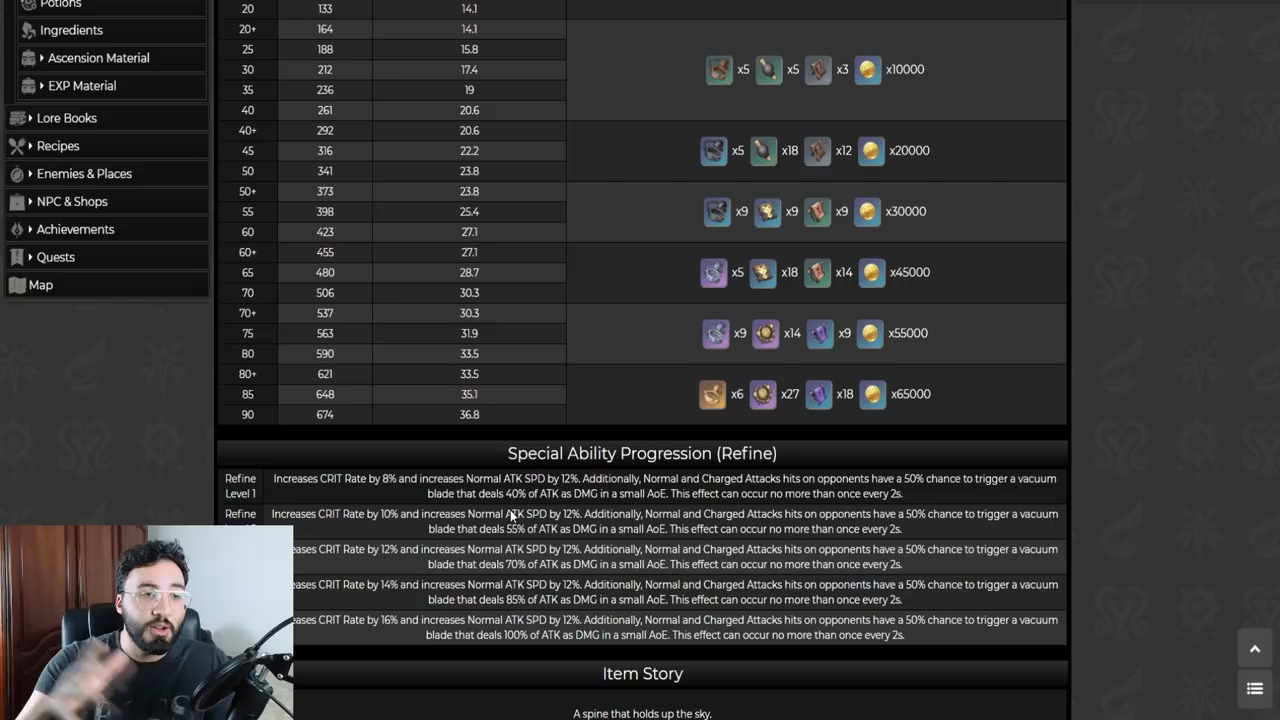 Potions
Ingredients
Ascension Material
EXP Material
Lore Books
Recipes
Enemies & Places
NPC & Shops
Achievements
Quests
Map
20 133 14.1
20+ 164 14.1
25 188 15.8
30 212 17.4
35 236 19
40 261 20.6
x5 x5 x3 x10000
40+ 292 20.6
45 316 22.2
50 341 23.8
x5 x18 x12 x20000
50+ 373 23.8
55 398 25.4
60 423 27.1
x9 x9 x9 x30000
60+ 455 27.1
65 480 28.7
70 506 30.3
x5 x18 x14 x45000
70+ 537 30.3
75 563 31.9
80 590 33.5
x9 x14 x9 x55000
80+ 621 33.5
85 648 35.1
90 674 36.8
x6 x27 x18 x65000
Special Ability Progression (Refine)
Refine
Level 1
Increases CRIT Rate by 8% and increases Normal ATK SPD by 12%. Additionally, Normal and Charged Attacks hits on opponents have a 50% chance to trigger a vacuum
blade that deals 40% of ATK as DMG in a small AoE. This effect can occur no more than once every 2s.
Refine
Increases CRIT Rate by 10% and increases Normal ATK SPD by 12%. Additionally, Normal and Charged Attacks hits on opponents have a 50% chance to trigger a vacuum
blade that deals 55% of ATK as DMG in a small AoE. This effect can occur no more than once every 2s.
eases CRIT Rate by 12% and increases Normal ATK SPD by 12%. Additionally, Normal and Charged Attacks hits on opponents have a 50% chance to trigger a vacuum
blade that deals 70% of ATK as DMG in a small AoE. This effect can occur no more than once every 2s.
eases CRIT Rate by 14% and increases Normal ATK SPD by 12%. Additionally, Normal and Charged Attacks hits on opponents have a 50% chance to trigger a vacuum
blade that deals 85% of ATK as DMG in a small AoE. This effect can occur no more than once every 2s.
eases CRIT Rate by 16% and increases Normal ATK SPD by 12%. Additionally, Normal and Charged Attacks hits on opponents have a 50% chance to trigger a vacuum
blade that deals 100% of ATK as DMG in a small AoE. This effect can occur no more than once every 2s.
Item Story
A spine that holds up the sky.